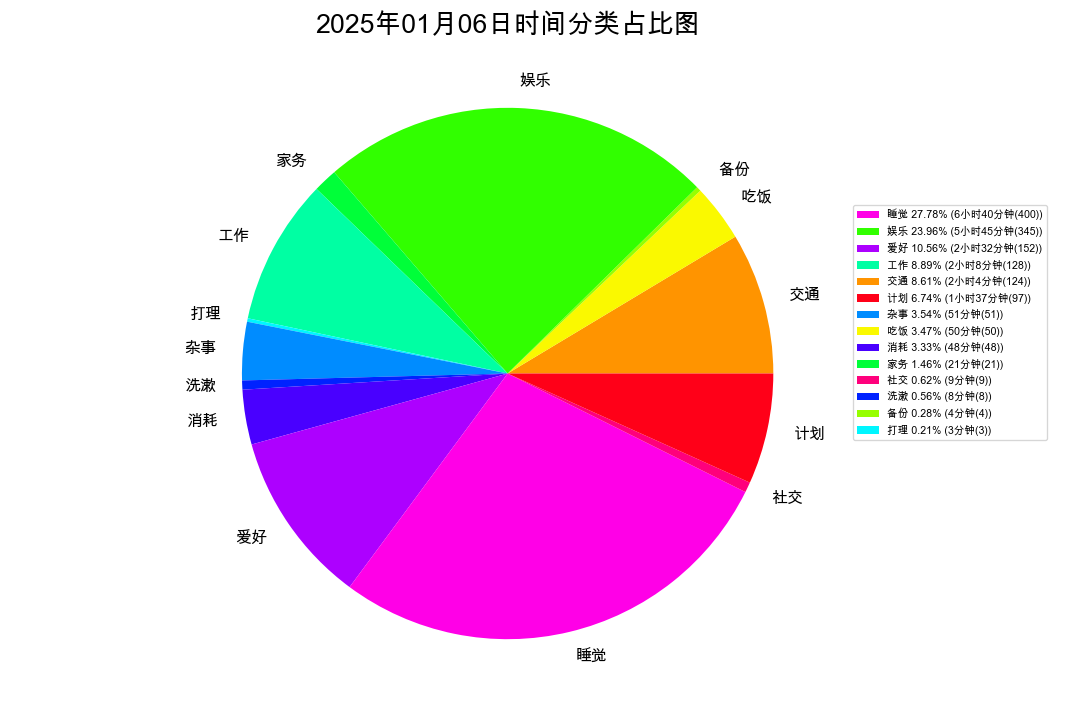 2025年01月06日时间分类占比图
娱乐
家务
备份
吃饭
工作
交通
打理
杂事
洗漱
消耗
计划
社交
爱好
睡觉
睡觉 27.78% (6小时40分钟(400))
娱乐 23.96% (5小时45分钟(345))
爱好 10.56% (2小时32分钟(152))
工作 8.89% (2小时8分钟(128))
交通 8.61% (2小时4分钟(124))
计划 6.74% (1小时37分钟(97))
杂事 3.54% (51分钟(51))
吃饭 3.47% (50分钟(50))
消耗 3.33% (48分钟(48))
家务 1.46% (21分钟(21))
社交 0.62% (9分钟(9))
洗漱 0.56% (8分钟(8))
备份 0.28% (4分钟(4))
打理 0.21% (3分钟(3))